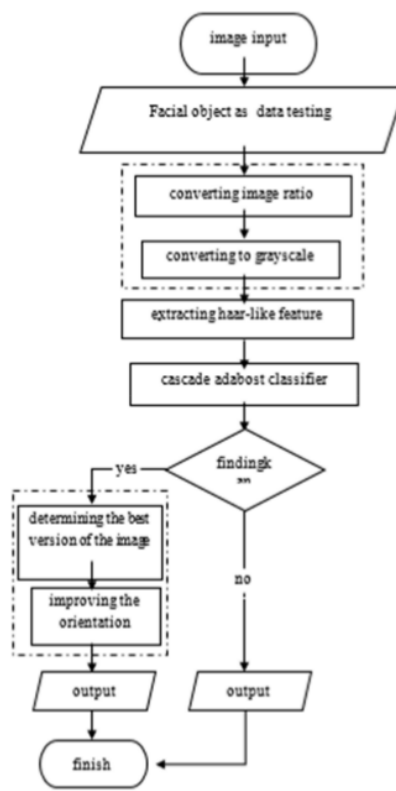 image input
Facial object as data testing
converting image ratio
converting to grayscale
extracting haar-like feature
cascade adabost classifier
findingk
yes
no
determining the best
version of the image
improving the
orientation
output
output
finish